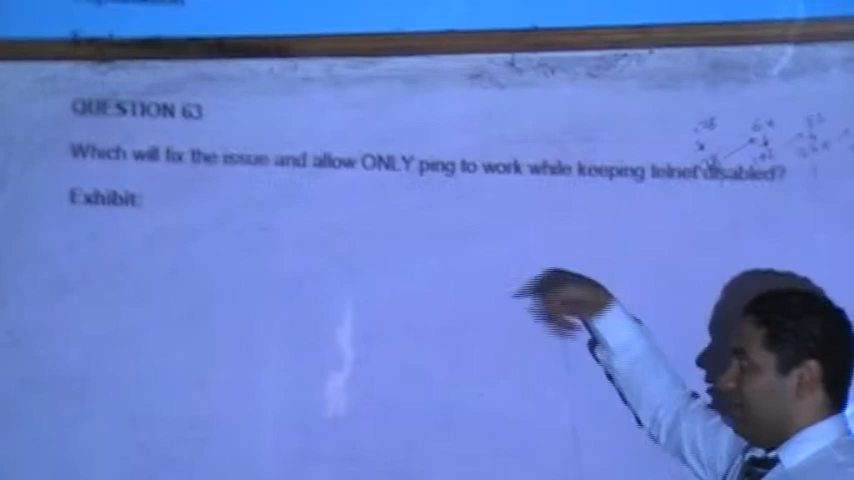 QUESTION 63
Which will fix the issue and allow ONLY ping to work while keeping telnet disabled?
Exhibit: